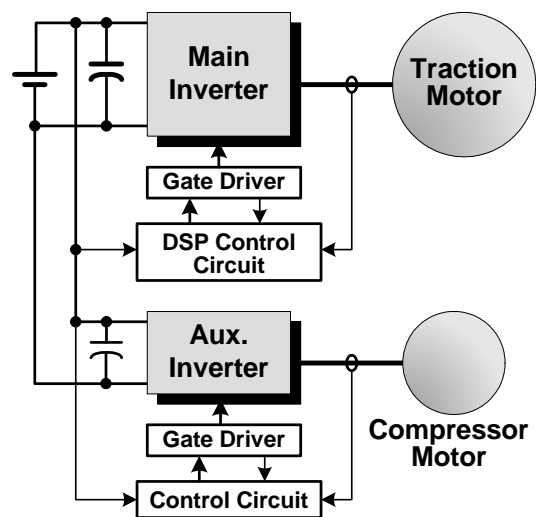 Main
Inverter
Traction
Motor
Gate Driver
DSP Control
Circuit
Aux.
Inverter
Compressor
Motor
Gate Driver
Control Circuit